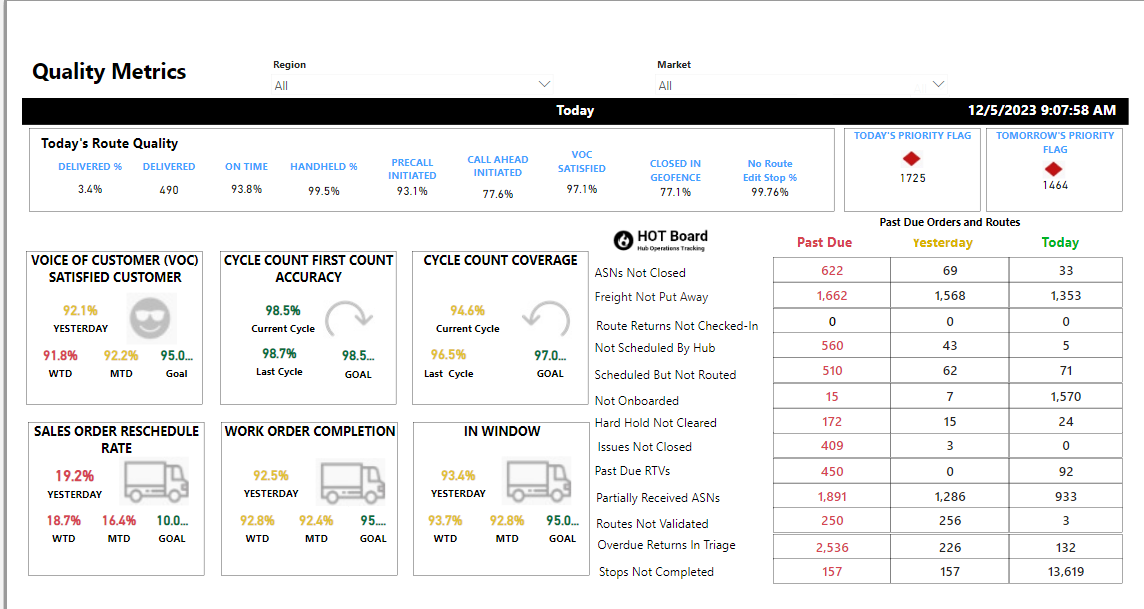 Quality Metrics
Region
All
Market
All
Today
12/5/2023 9:07:58 AM
Today's Route Quality
DELIVERED %
3.4%
DELIVERED
490
ON TIME
93.8%
HANDHELD %
99.5%
PRECALL
INITIATED
93.1%
CALL AHEAD
INITIATED
77.6%
VOC
SATISFIED
97.1%
CLOSED IN
GEOFENCE
77.1%
No Route
Edit Stop %
99.76%
TODAY'S PRIORITY FLAG
1725
TOMORROW'S PRIORITY
FLAG
1464
VOICE OF CUSTOMER (VOC)
SATISFIED CUSTOMER
92.1%
YESTERDAY
91.8% 92.2% 95.0...
WTD MTD Goal
CYCLE COUNT FIRST COUNT
ACCURACY
98.5%
Current Cycle
98.7% 98.5...
Last Cycle GOAL
CYCLE COUNT COVERAGE
94.6%
Current Cycle
96.5% 97.0...
Last Cycle GOAL
SALES ORDER RESCHEDULE
RATE
19.2%
YESTERDAY
18.7% 16.4% 10.0...
WTD MTD GOAL
WORK ORDER COMPLETION
92.5%
YESTERDAY
92.8% 92.4% 95....
WTD MTD GOAL
IN WINDOW
93.4%
YESTERDAY
93.7% 92.8% 95.0...
WTD MTD GOAL
HOT Board
Hub Operations Tracking
Past Due Orders and Routes
Past Due Yesterday Today
ASNs Not Closed 622 69 33
Freight Not Put Away 1,662 1,568 1,353
Route Returns Not Checked-In 0 0 0
Not Scheduled By Hub 560 43 5
Scheduled But Not Routed 510 62 71
Not Onboarded 15 7 1,570
Hard Hold Not Cleared 172 15 24
Issues Not Closed 409 3 0
Past Due RTVs 450 0 92
Partially Received ASNs 1,891 1,286 933
Routes Not Validated 250 256 3
Overdue Returns In Triage 2,536 226 132
Stops Not Completed 157 157 13,619